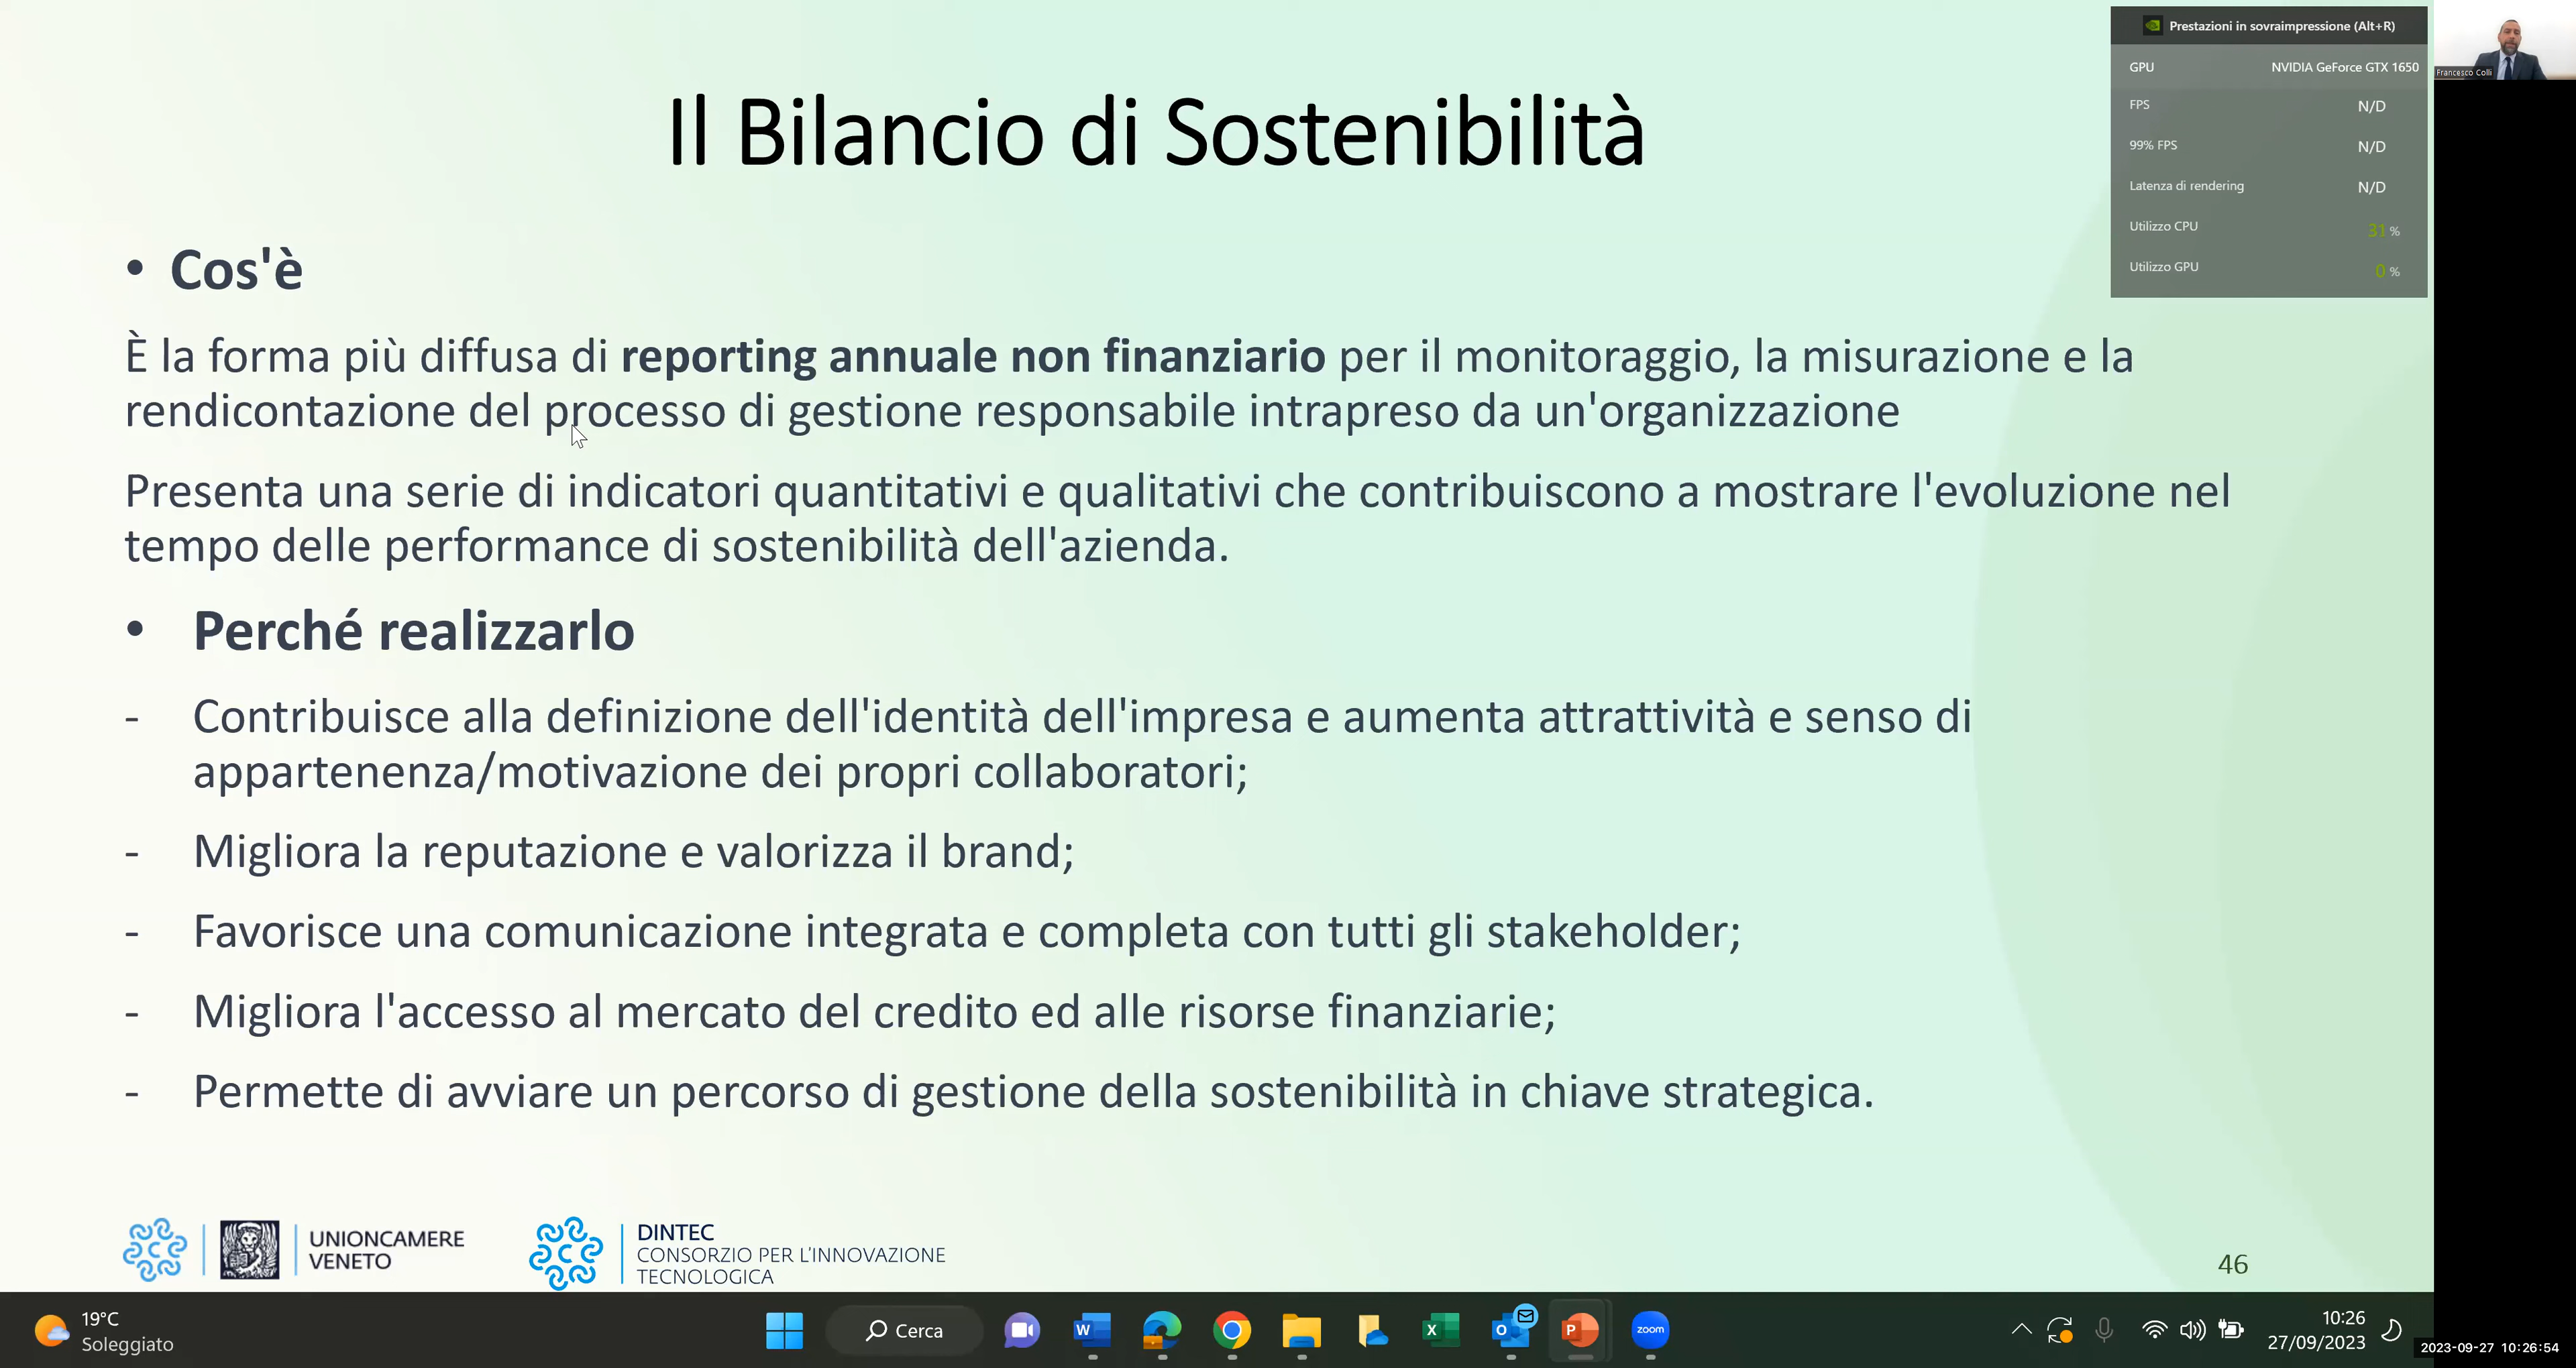 Il Bilancio di Sostenibilità
• Cos'è
È la forma più diffusa di reporting annuale non finanziario per il monitoraggio, la misurazione e la
rendicontazione del processo di gestione responsabile intrapreso da un'organizzazione
Presenta una serie di indicatori quantitativi e qualitativi che contribuiscono a mostrare l'evoluzione nel
tempo delle performance di sostenibilità dell'azienda.
• Perché realizzarlo
- Contribuisce alla definizione dell'identità dell'impresa e aumenta attrattività e senso di
appartenenza/motivazione dei propri collaboratori;
- Migliora la reputazione e valorizza il brand;
- Favorisce una comunicazione integrata e completa con tutti gli stakeholder;
- Migliora l'accesso al mercato del credito ed alle risorse finanziarie;
- Permette di avviare un percorso di gestione della sostenibilità in chiave strategica.
UNIONCAMERE
VENETO
DINTEC
CONSORZIO PER L'INNOVAZIONE
TECNOLOGICA
46
Prestazioni in sovraimpressione (Alt+R)
GPU NVIDIA GeForce GTX 1650
FPS N/D
99% FPS N/D
Latenza di rendering N/D
Utilizzo CPU 31 %
Utilizzo GPU 0 %
Francesco Colli
19°C
Soleggiato
Cerca
zoom
10:26
27/09/2023
2023-09-27 10:26:54